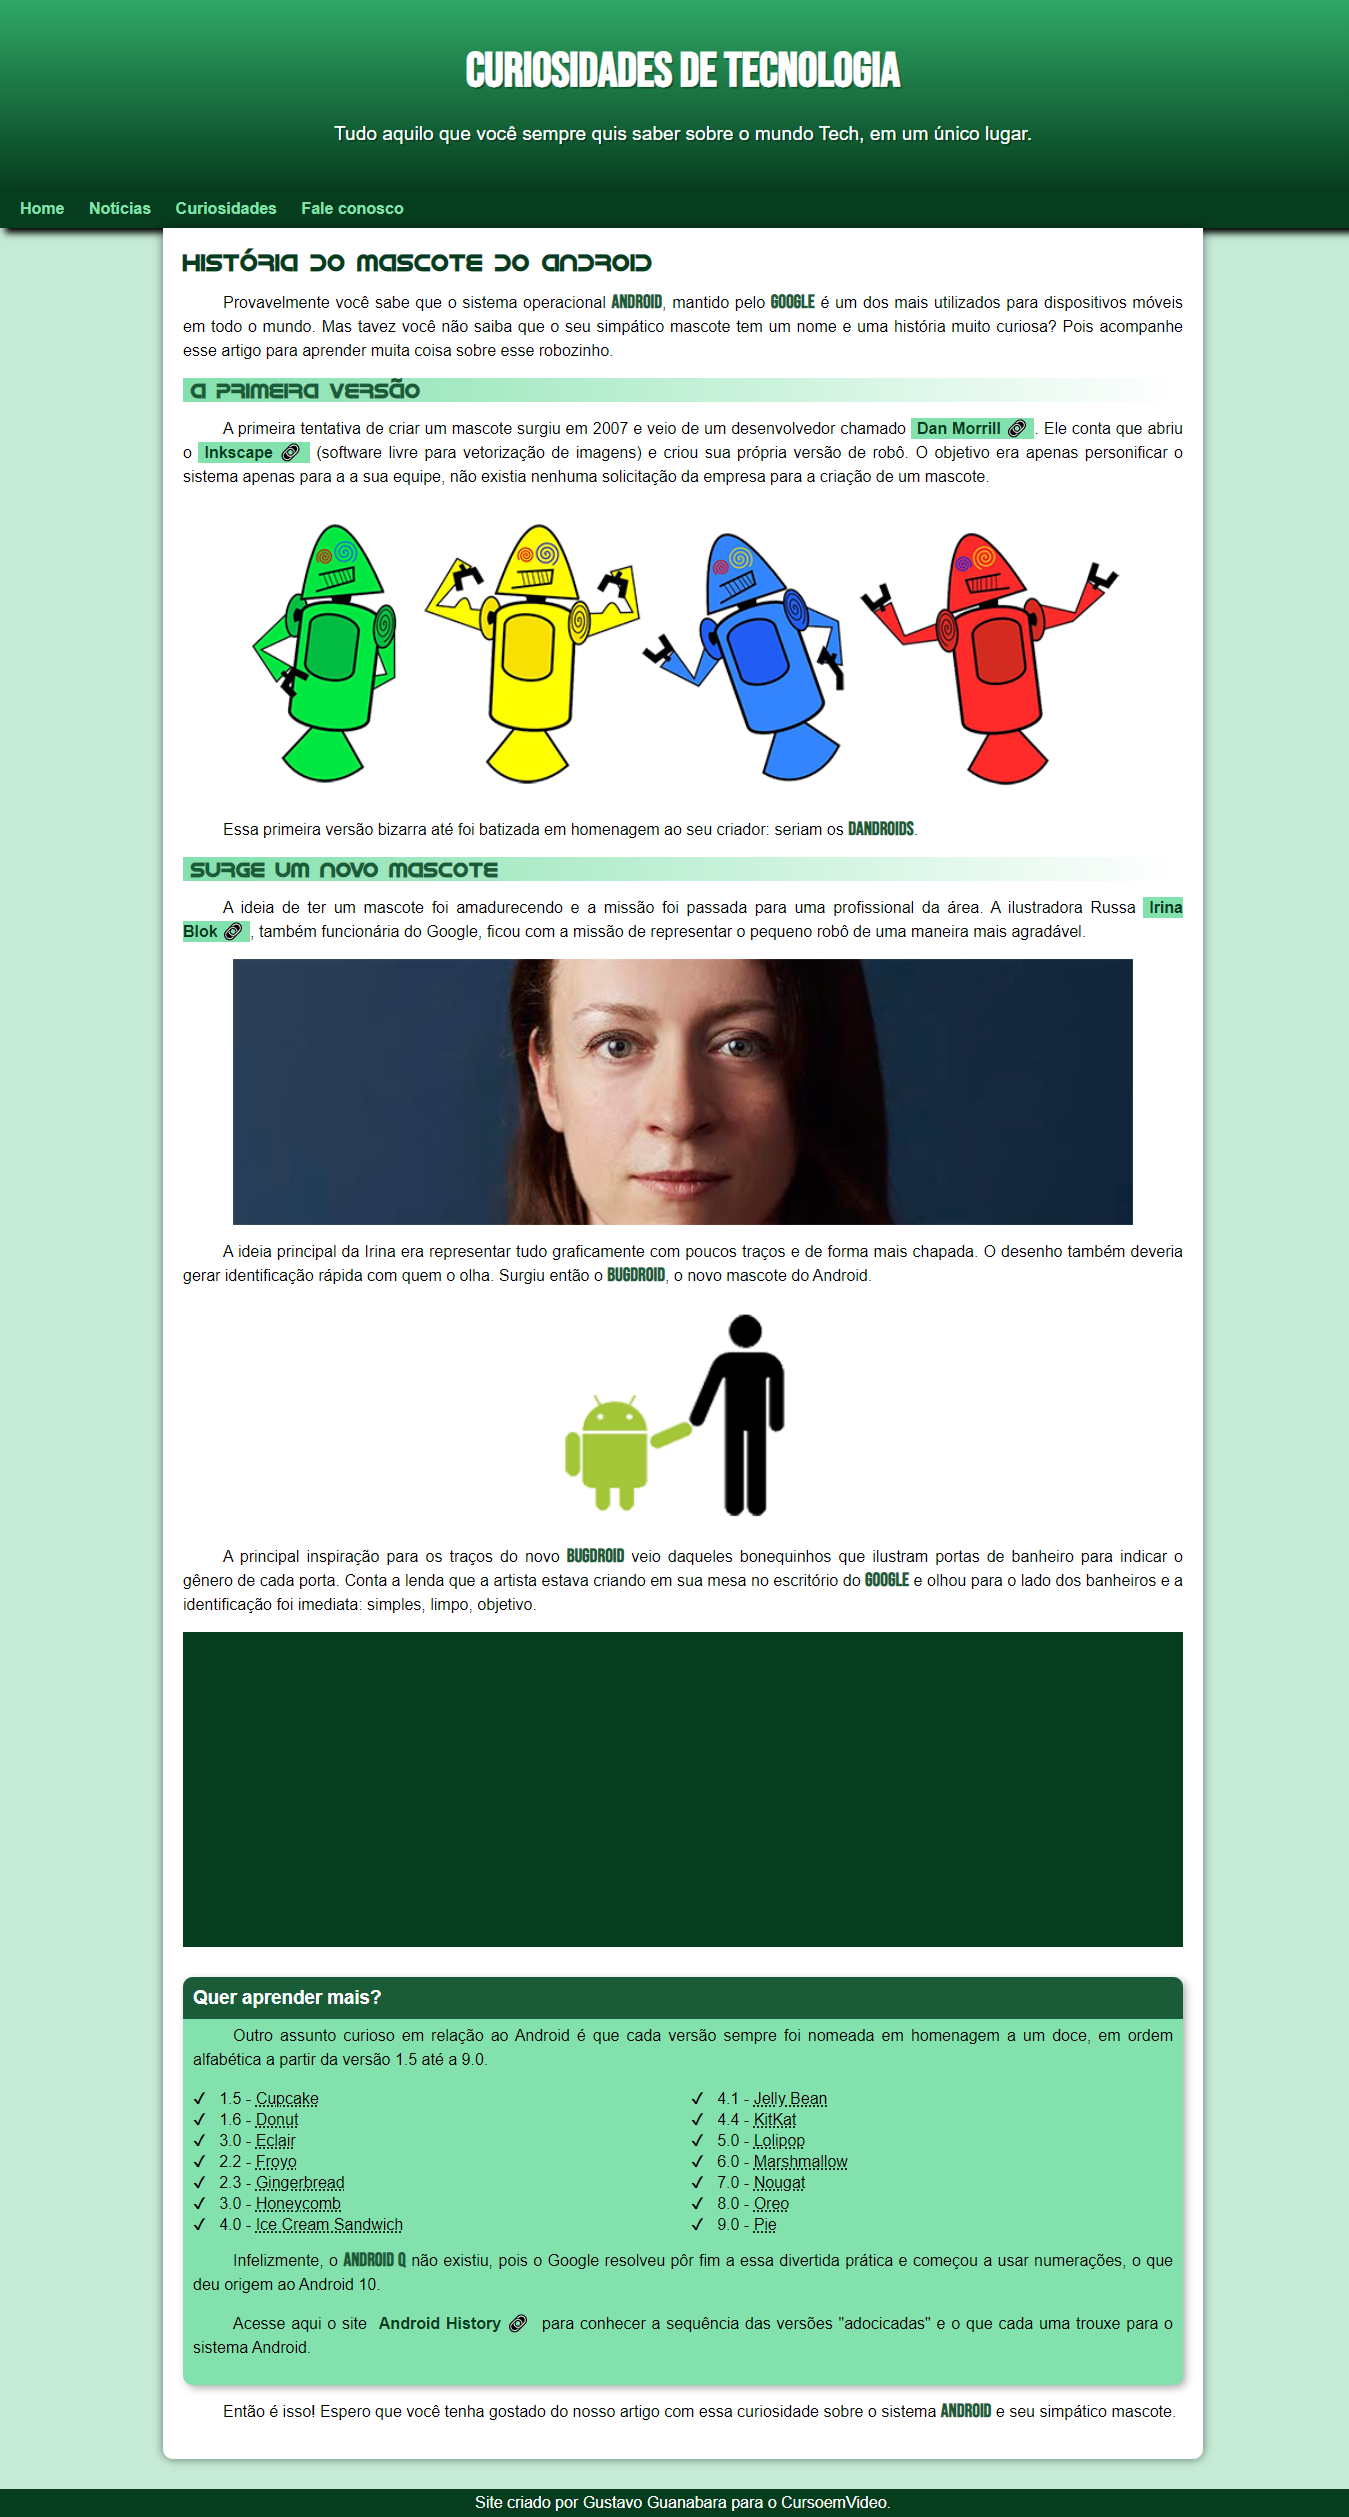 CURIOSIDADES DE TECNOLOGIA
Tudo aquilo que você sempre quis saber sobre o mundo Tech, em um único lugar.
Home Notícias Curiosidades Fale conosco
História do Mascote do Android
Provavelmente você sabe que o sistema operacional ANDROID, mantido pelo GOOGLE é um dos mais utilizados para dispositivos móveis
em todo o mundo. Mas tavez você não saiba que o seu simpático mascote tem um nome e uma história muito curiosa? Pois acompanhe
esse artigo para aprender muita coisa sobre esse robozinho.
A primeira versão
A primeira tentativa de criar um mascote surgiu em 2007 e veio de um desenvolvedor chamado Dan Morrill. Ele conta que abriu
o Inkscape (software livre para vetorização de imagens) e criou sua própria versão de robô. O objetivo era apenas personificar o
sistema apenas para a a sua equipe, não existia nenhuma solicitação da empresa para a criação de um mascote.
Essa primeira versão bizarra até foi batizada em homenagem ao seu criador: seriam os DANDROIDS.
Surge um novo mascote
A ideia de ter um mascote foi amadurecendo e a missão foi passada para uma profissional da área. A ilustradora Russa Irina
Blok, também funcionária do Google, ficou com a missão de representar o pequeno robô de uma maneira mais agradável.
A ideia principal da Irina era representar tudo graficamente com poucos traços e de forma mais chapada. O desenho também deveria
gerar identificação rápida com quem o olha. Surgiu então o BUGDROID, o novo mascote do Android.
A principal inspiração para os traços do novo BUGDROID veio daqueles bonequinhos que ilustram portas de banheiro para indicar o
gênero de cada porta. Conta a lenda que a artista estava criando em sua mesa no escritório do GOOGLE e olhou para o lado dos banheiros e a
identificação foi imediata: simples, limpo, objetivo.
Quer aprender mais?
Outro assunto curioso em relação ao Android é que cada versão sempre foi nomeada em homenagem a um doce, em ordem
alfabética a partir da versão 1.5 até a 9.0.
✓ 1.5 - Cupcake
✓ 1.6 - Donut
✓ 3.0 - Eclair
✓ 2.2 - Froyo
✓ 2.3 - Gingerbread
✓ 3.0 - Honeycomb
✓ 4.0 - Ice Cream Sandwich
✓ 4.1 - Jelly Bean
✓ 4.4 - KitKat
✓ 5.0 - Lolipop
✓ 6.0 - Marshmallow
✓ 7.0 - Nougat
✓ 8.0 - Oreo
✓ 9.0 - Pie
Infelizmente, o ANDROID Q não existiu, pois o Google resolveu pôr fim a essa divertida prática e começou a usar numerações, o que
deu origem ao Android 10.
Acesse aqui o site Android History para conhecer a sequência das versões "adocicadas" e o que cada uma trouxe para o
sistema Android.
Então é isso! Espero que você tenha gostado do nosso artigo com essa curiosidade sobre o sistema ANDROID e seu simpático mascote.
Site criado por Gustavo Guanabara para o CursoemVideo.